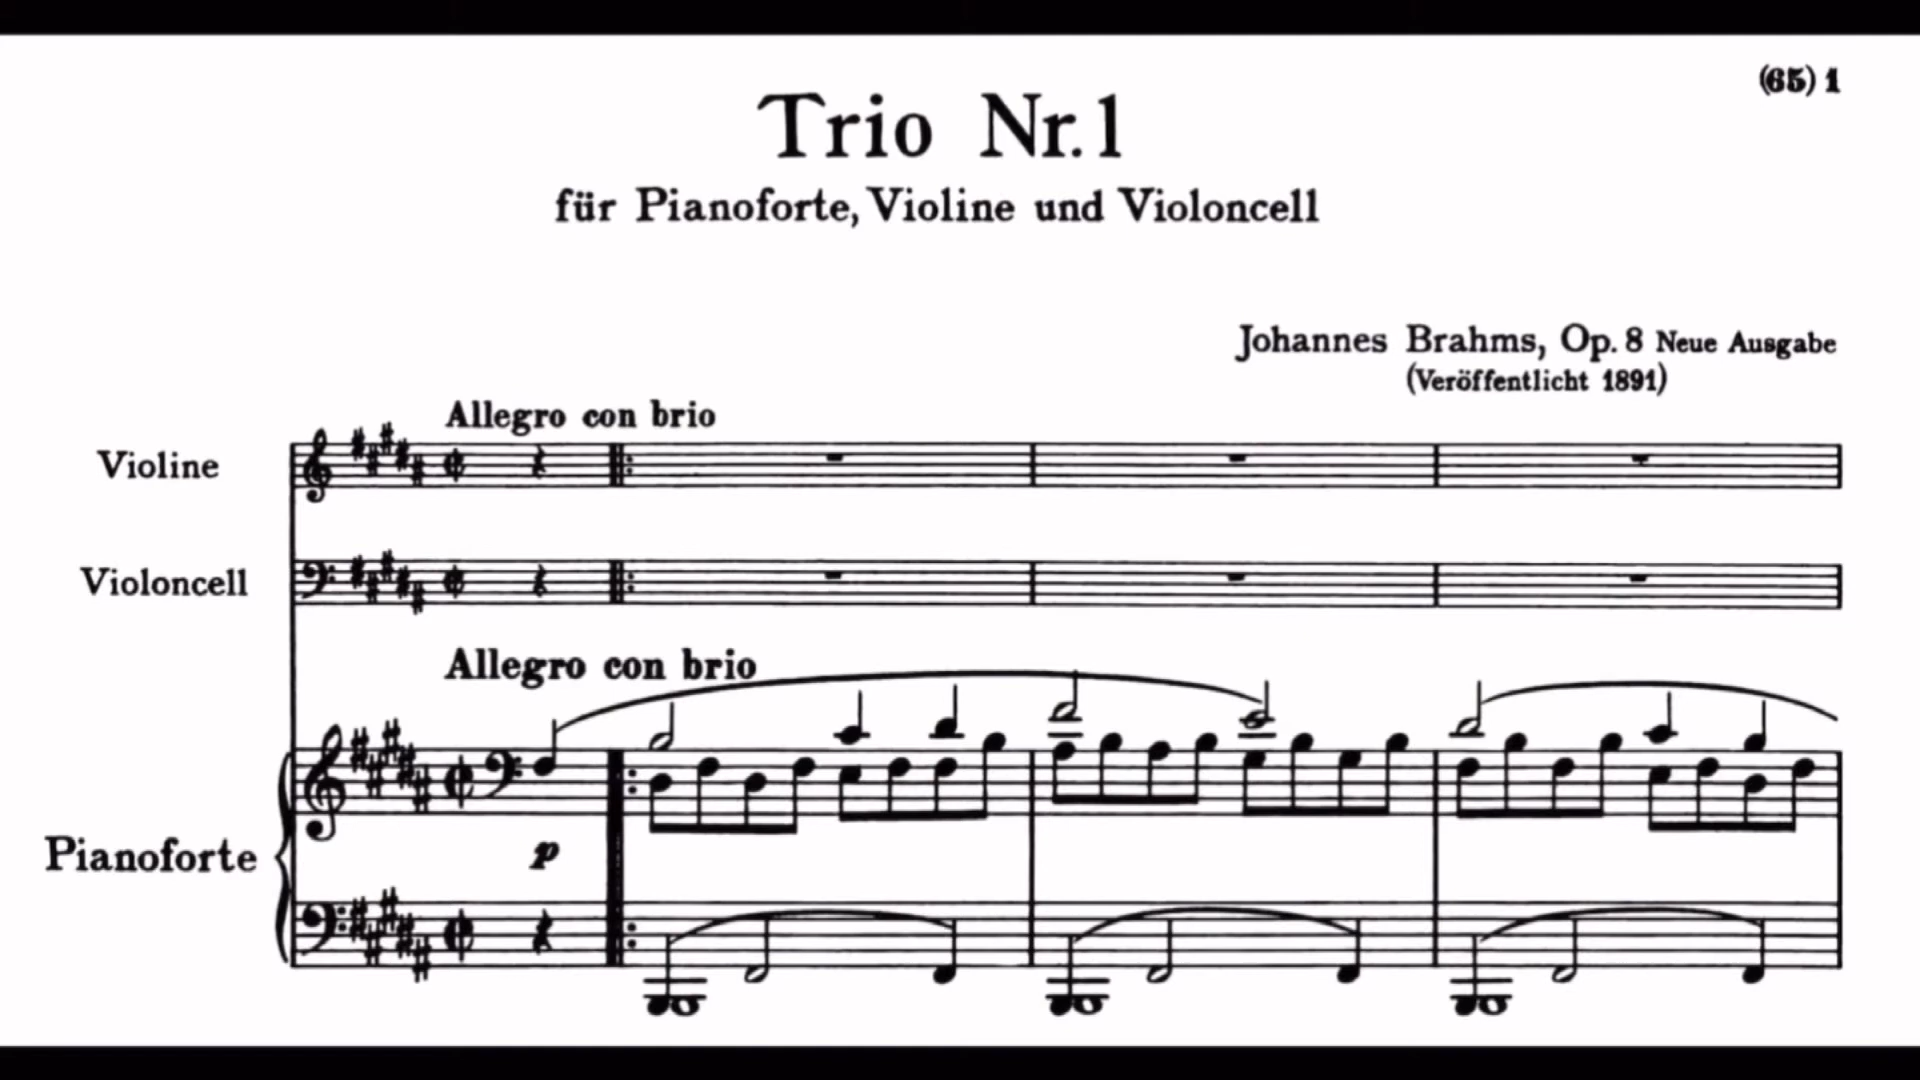 (65) 1
Trio Nr. 1
für Pianoforte, Violine und Violoncell
Johannes Brahms, Op. 8 Neue Ausgabe
(Veröffentlicht 1891)
Allegro con brio
Violine
Violoncell
Allegro con brio
Pianoforte
p